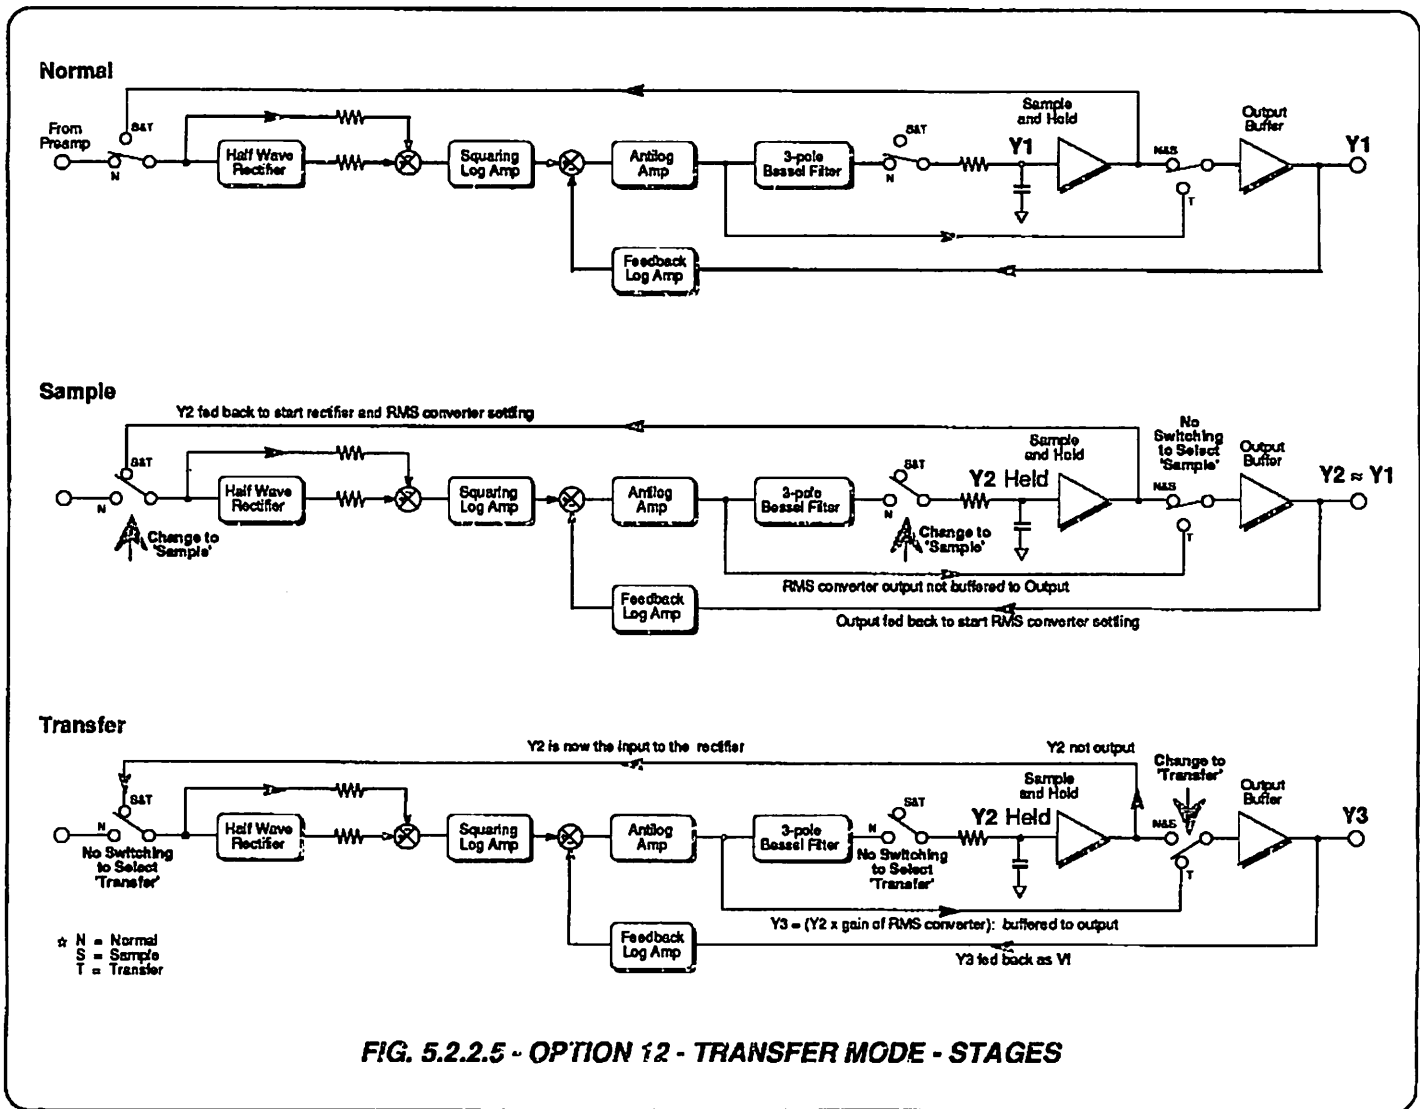 Normal
From
Preamp
S&T
N
Half Wave
Rectifier
Squaring
Log Amp
Antilog
Amp
3-pole
Bessel Filter
S&T
N
Y1
Sample
and Hold
N&S
T
Output
Buffer
Y1
Feedback
Log Amp
Sample
Y2 fed back to start rectifier and RMS converter settling
S&T
N
Change to
'Sample'
Half Wave
Rectifier
Squaring
Log Amp
Antilog
Amp
3-pole
Bessel Filter
S&T
N
Change to
'Sample'
Y2 Held
Sample
and Hold
No
Switching
to Select
'Sample'
N&S
T
Output
Buffer
Y2 ≈ Y1
RMS converter output not buffered to Output
Feedback
Log Amp
Output fed back to start RMS converter settling
Transfer
Y2 is now the input to the rectifier
Y2 not output
S&T
N
No Switching
to Select
'Transfer'
Half Wave
Rectifier
Squaring
Log Amp
Antilog
Amp
3-pole
Bessel Filter
S&T
N
No Switching
to Select
'Transfer'
Y2 Held
Sample
and Hold
Change to
'Transfer'
N&S
T
Output
Buffer
Y3
Y3 = (Y2 x gain of RMS converter): buffered to output
Feedback
Log Amp
Y3 fed back as Vf
☆ N = Normal
S = Sample
T = Transfer
FIG. 5.2.2.5 - OPTION 12 - TRANSFER MODE - STAGES